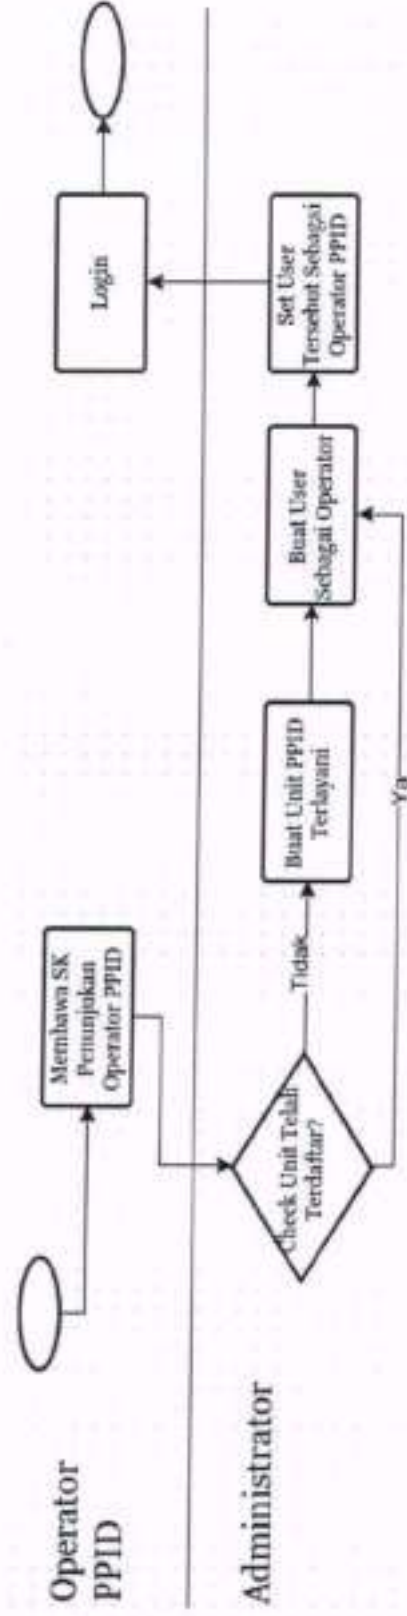 Operator
PPID
Membawa SK
Penunjukan
Operator PPID
Login
Administrator
Check Unit Telah
Terdaftar?
Tidak
Ya
Buat Unit PPID
Terlayani
Buat User
Sebagai Operator
Set User
Tersebut Sebagai
Operator PPID